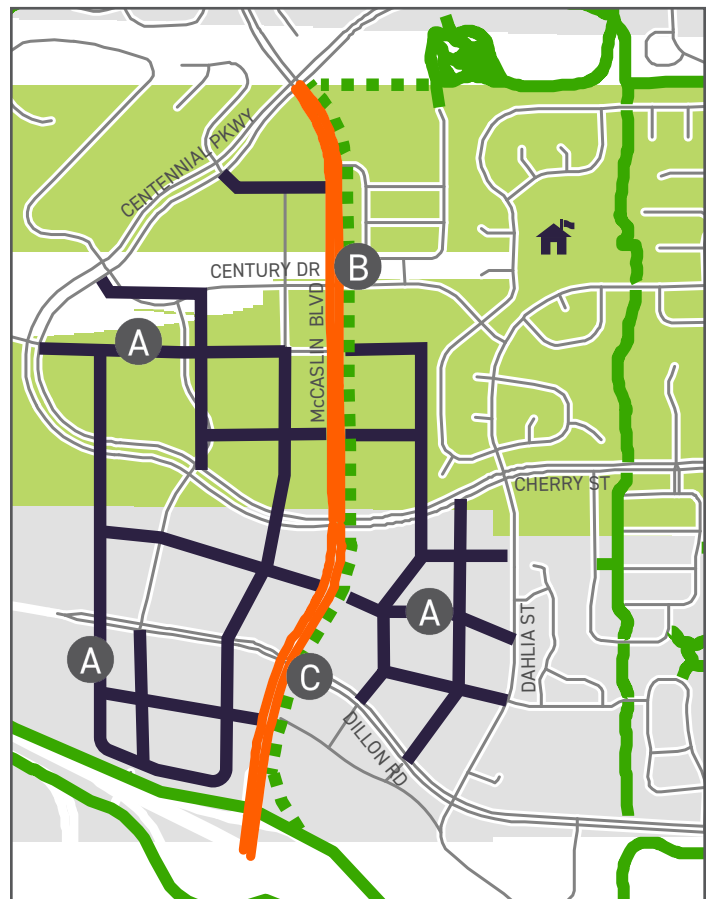 CENTENNIAL PKWY
B
CENTURY DR
McCASLIN BLVD
A
CHERRY ST
A
DAHLIA ST
A
C
DILLON RD